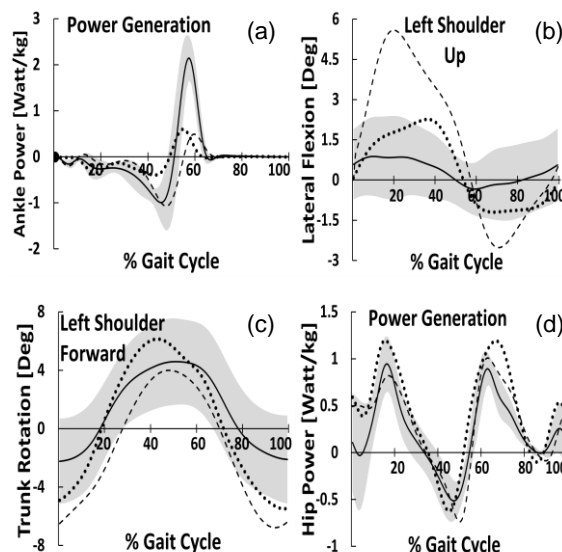 Power Generation
(a)
Ankle Power [Watt/kg]
3
2
1
0
-1
-2
20
40
60
80
100
% Gait Cycle
Left Shoulder
Up
(b)
Lateral Flexion [Deg]
6
4.5
3
1.5
0
-1.5
-3
0
20
40
60
80
100
% Gait Cycle
Left Shoulder
Forward
(c)
Trunk Rotation [Deg]
8
4
0
-4
-8
0
20
40
60
80
100
% Gait Cycle
Power Generation
(d)
Hip Power [Watt/kg]
1.5
1
0.5
0
-0.5
-1
20
40
60
80
100
% Gait Cycle